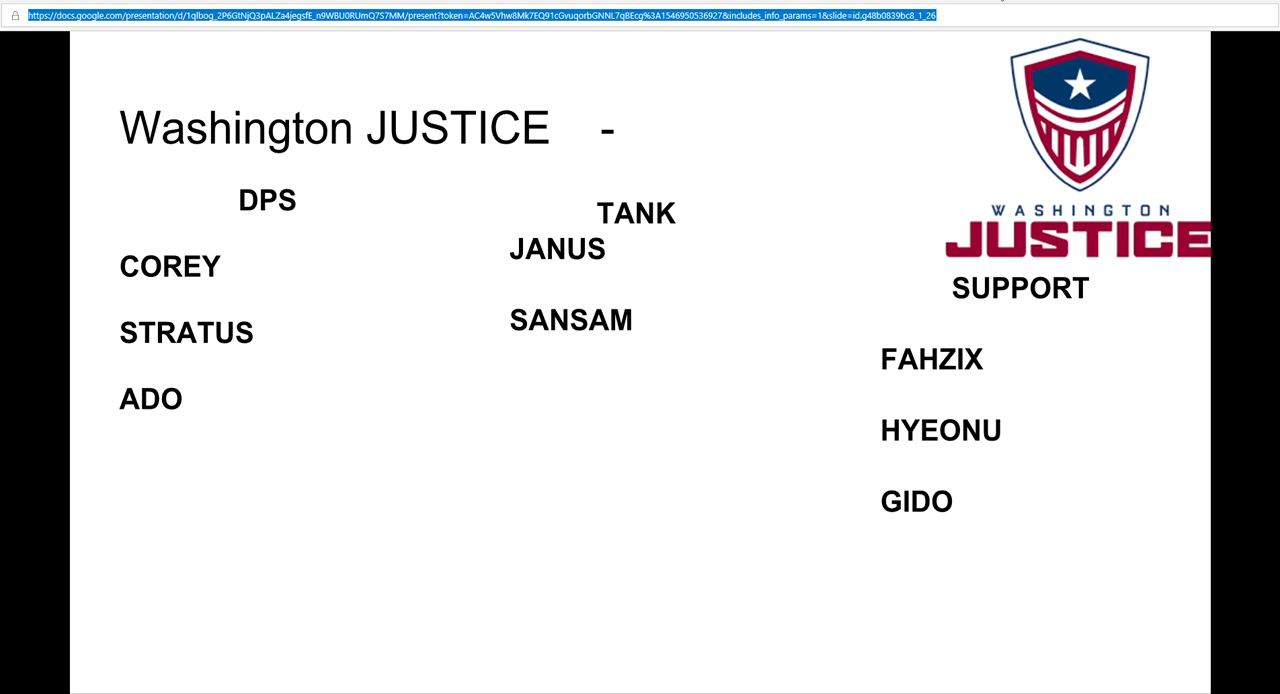 https://docs.google.com/presentation/d/1qlbog_2P6GtNjQ3pALZa4jegsfE_n9WBU0RUmQ7S7MM/present?token=AC4w5Vhw8Mk7EQ91cGvuqorbGNNL7qBEcg%3A1546950536927&includes_info_params=1&slide=id.g48b0839bc8_1_26
Washington JUSTICE -
WASHINGTON
JUSTICE
DPS
COREY
STRATUS
ADO
TANK
JANUS
SANSAM
SUPPORT
FAHZIX
HYEONU
GIDO